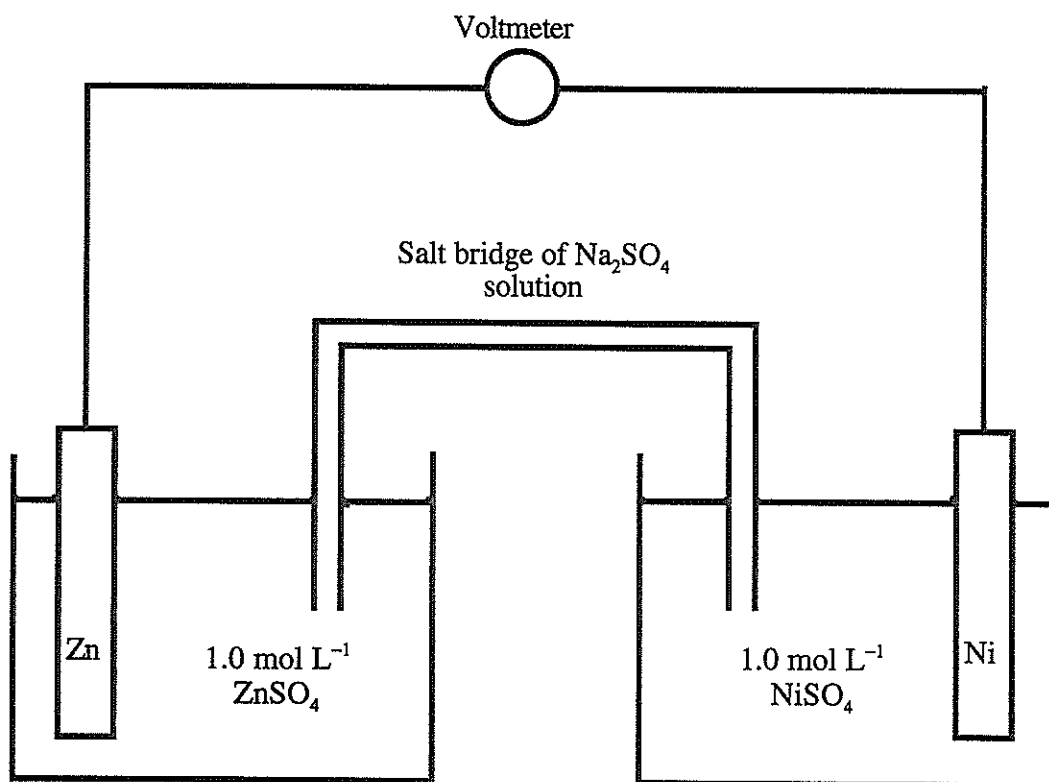 Voltmeter
Salt bridge of Na₂SO₄
solution
Zn
1.0 mol L⁻¹
ZnSO₄
1.0 mol L⁻¹
NiSO₄
Ni